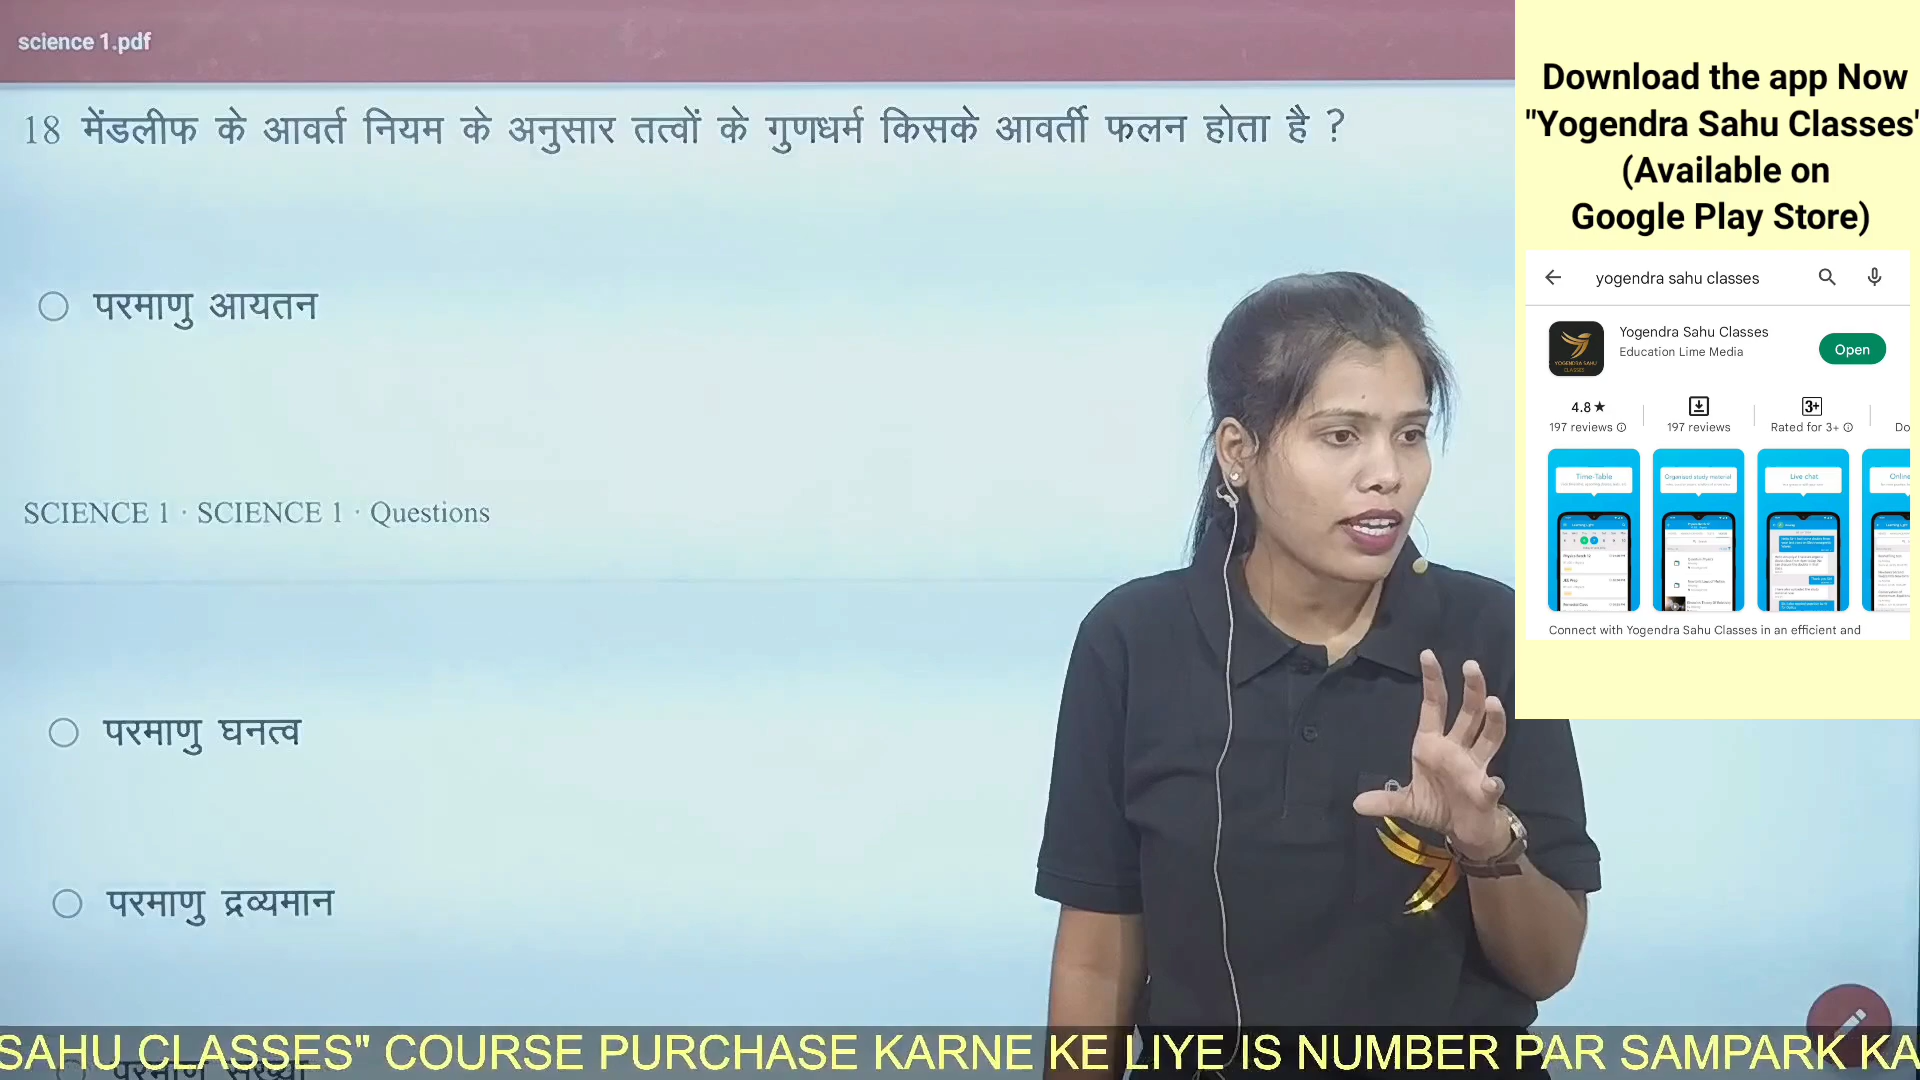 science 1.pdf
18 मेंडलीफ के आवर्त नियम के अनुसार तत्वों के गुणधर्म किसके आवर्ती फलन होता है ?
परमाणु आयतन
SCIENCE 1 · SCIENCE 1 · Questions
परमाणु घनत्व
परमाणु द्रव्यमान
परमाणु संख्या
Download the app Now
"Yogendra Sahu Classes"
(Available on
Google Play Store)
yogendra sahu classes
Yogendra Sahu Classes
Education Lime Media
Open
4.8★
197 reviews
197 reviews
3+
Rated for 3+
Do
Time-Table
Organised study material
Live chat
Online
Connect with Yogendra Sahu Classes in an efficient and
SAHU CLASSES" COURSE PURCHASE KARNE KE LIYE IS NUMBER PAR SAMPARK KA